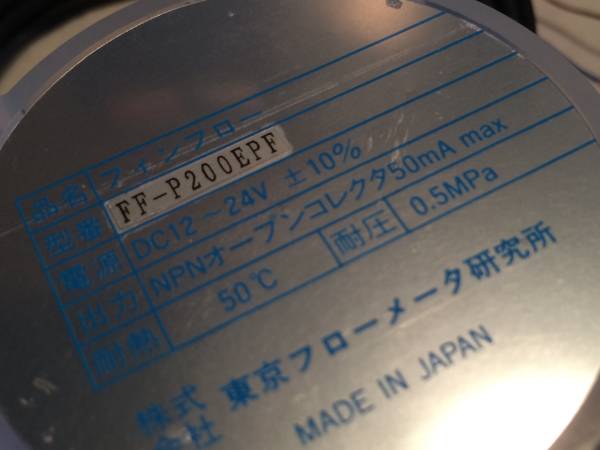 品名 フィンフロー
型番 FF-P200EPF
電源 DC12～24V ±10%
出力 NPNオープンコレクタ50mA max
耐熱 50℃ 耐圧 0.5MPa
株式会社 東京フローメータ研究所
MADE IN JAPAN